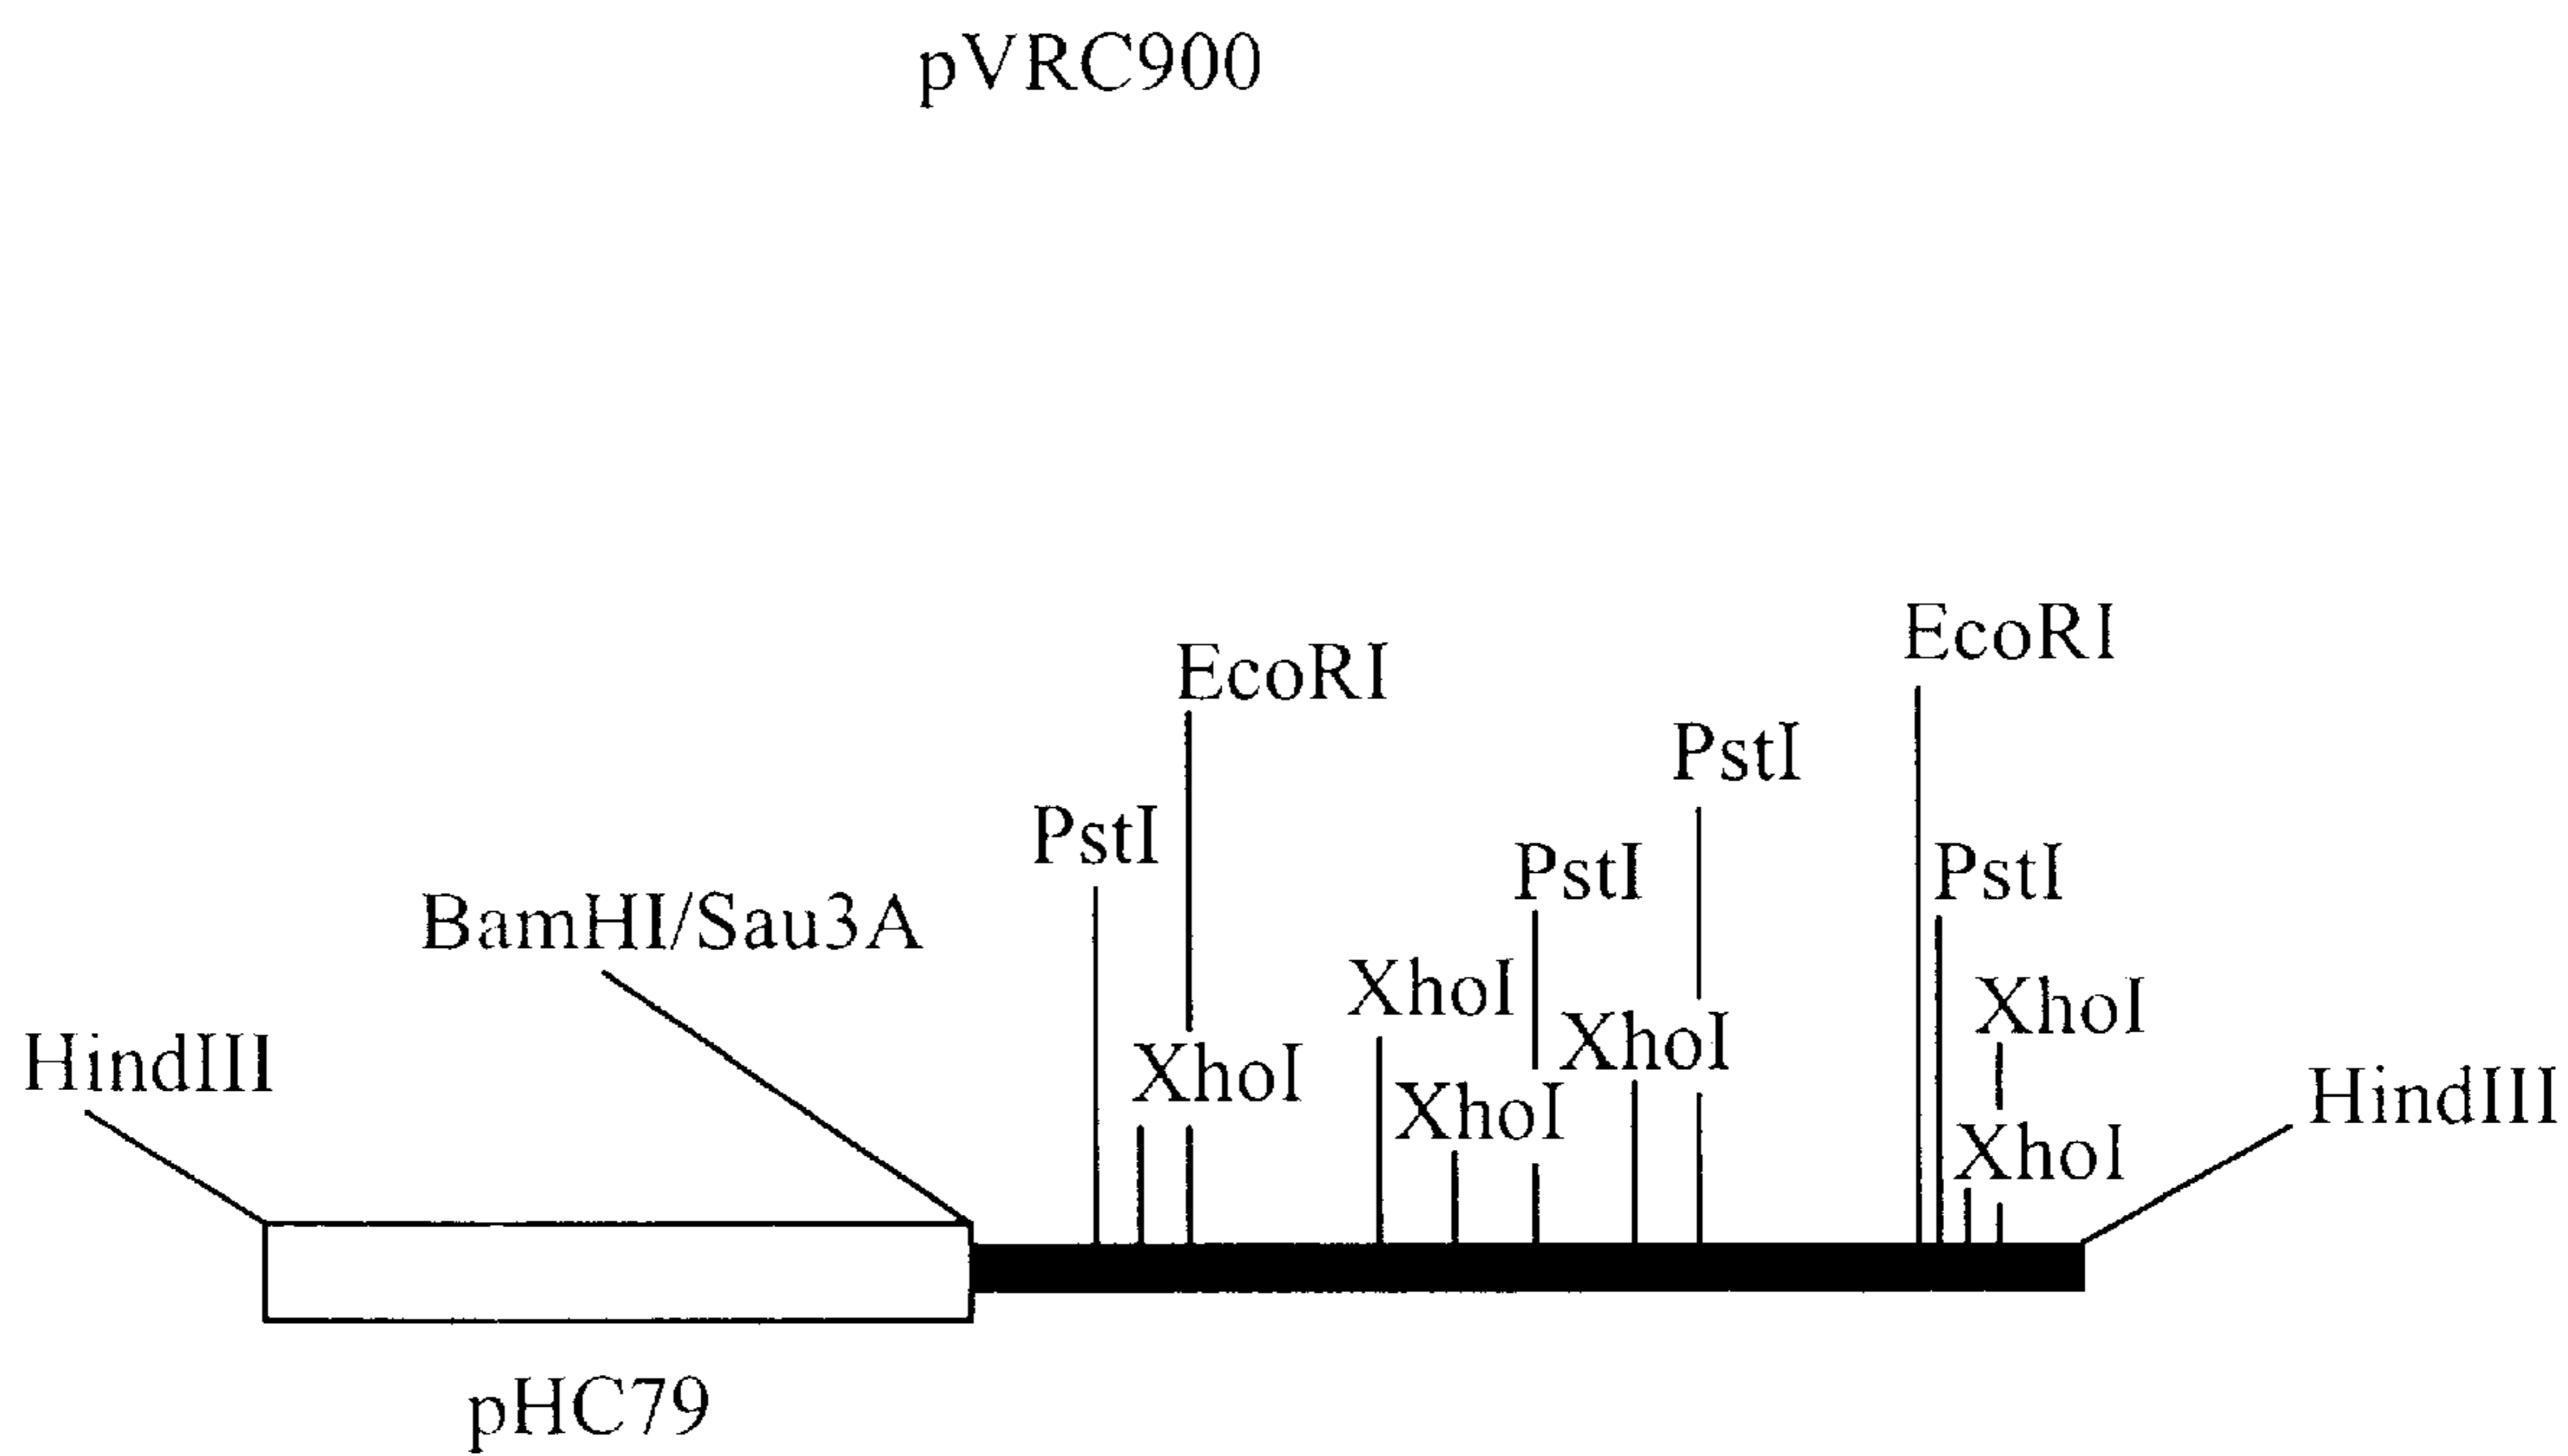 pVRC900
EcoRI
EcoRI
PstI
PstI
PstI
PstI
BamHI/Sau3A
XhoI
XhoI
XhoI
XhoI
HindIII
XhoI
HindIII
XhoI
pHC79